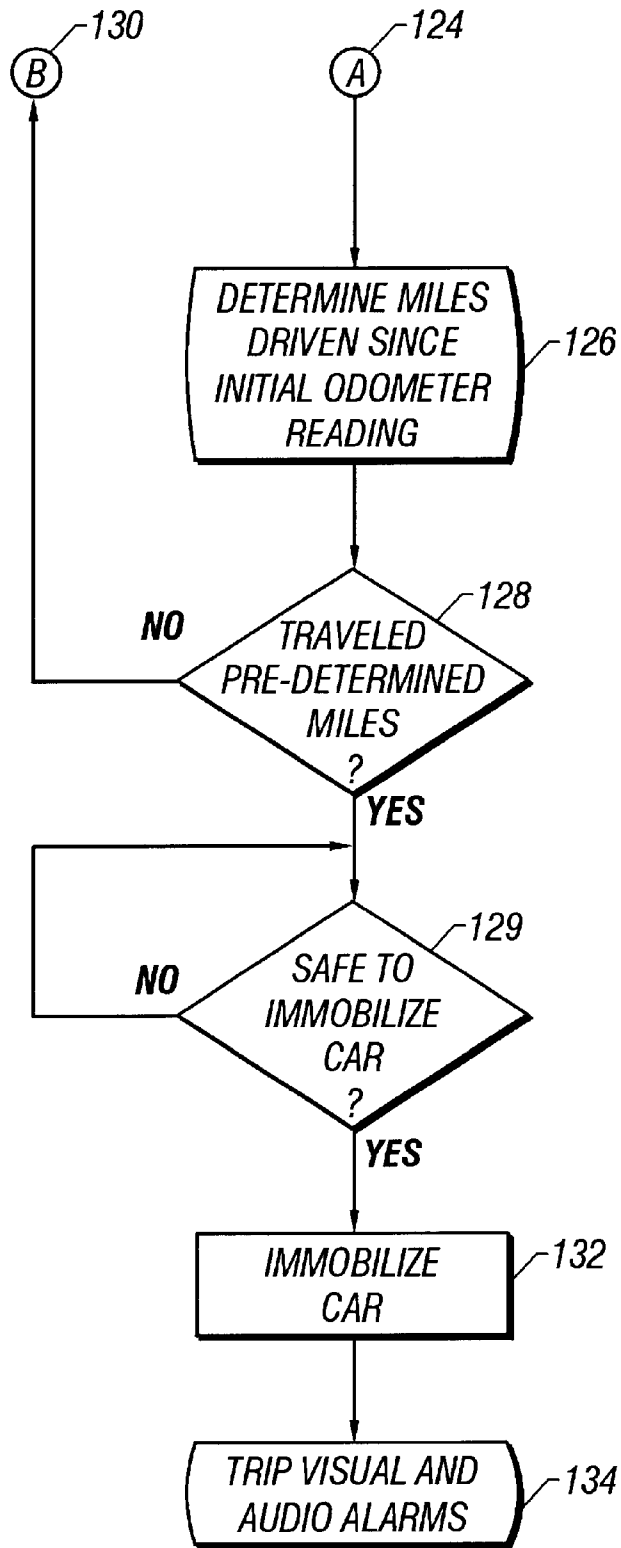 130
B
124
A
DETERMINE MILES
DRIVEN SINCE
INITIAL ODOMETER
READING
126
128
NO
TRAVELED
PRE-DETERMINED
MILES
?
YES
129
NO
SAFE TO
IMMOBILIZE
CAR
?
YES
IMMOBILIZE
CAR
132
TRIP VISUAL AND
AUDIO ALARMS
134